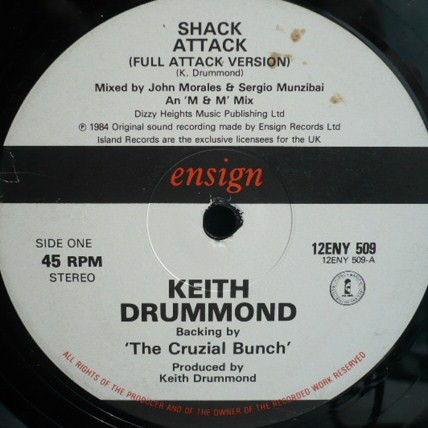 SHACK
ATTACK
(FULL ATTACK VERSION)
(K. Drummond)
Mixed by John Morales & Sergio Munzibai
An 'M & M' Mix
Dizzy Heights Music Publishing Ltd
℗ 1984 Original sound recording made by Ensign Records Ltd
Island Records are the exclusive licensees for the UK
ensign
SIDE ONE
45 RPM
STEREO
12ENY 509
12ENY 509-A
KEITH
DRUMMOND
Backing by
'The Cruzial Bunch'
Produced by
Keith Drummond
ALL RIGHTS OF THE PRODUCER AND OF THE OWNER OF THE RECORDED WORK RESERVED